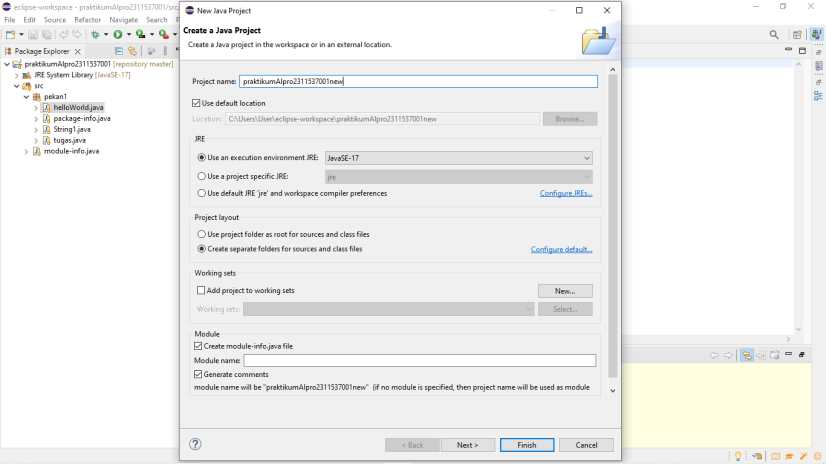 eclipse-workspace - praktikumAlpro2311537001/src
File Edit Source Refactor Navigate Search
Package Explorer
praktikumAlpro2311537001 [repository master]
JRE System Library [JavaSE-17]
src
pekan1
helloWorld.java
package-info.java
String1.java
tugas.java
module-info.java
New Java Project
Create a Java Project
Create a Java project in the workspace or in an external location.
Project name: praktikumAlpro2311537001new
Use default location
Location: C:\Users\User\eclipse-workspace\praktikumAlpro2311537001new Browse...
JRE
Use an execution environment JRE: JavaSE-17
Use a project specific JRE: jre
Use default JRE 'jre' and workspace compiler preferences Configure JREs...
Project layout
Use project folder as root for sources and class files
Create separate folders for sources and class files Configure default...
Working sets
Add project to working sets New...
Working sets: Select...
Module
Create module-info.java file
Module name:
Generate comments
module name will be "praktikumAlpro2311537001new" (if no module is specified, then project name will be used as module
< Back Next > Finish Cancel